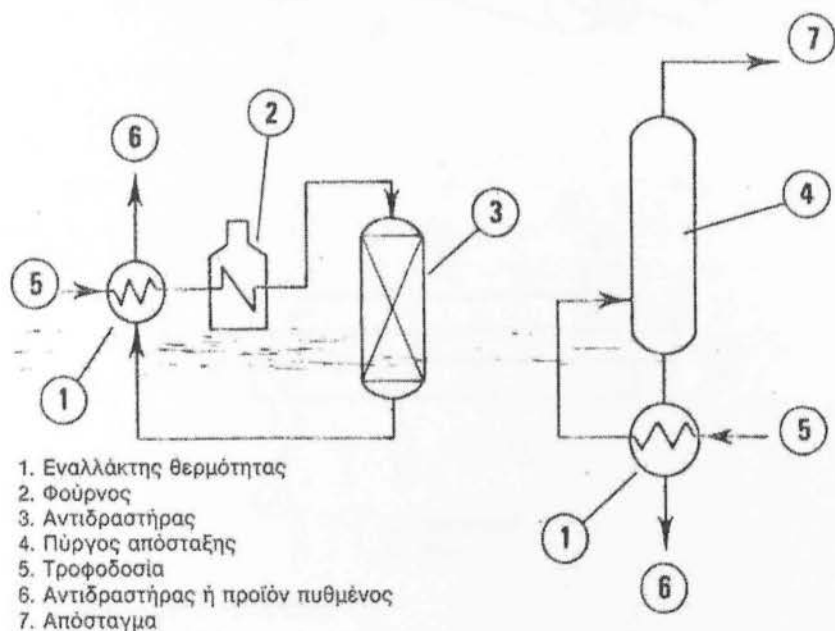 7
6
2
3
4
5
1
5
1
6
1. Εναλλάκτης θερμότητας
2. Φούρνος
3. Αντιδραστήρας
4. Πύργος απόσταξης
5. Τροφοδοσία
6. Αντιδραστήρας ή προϊόν πυθμένος
7. Απόσταγμα